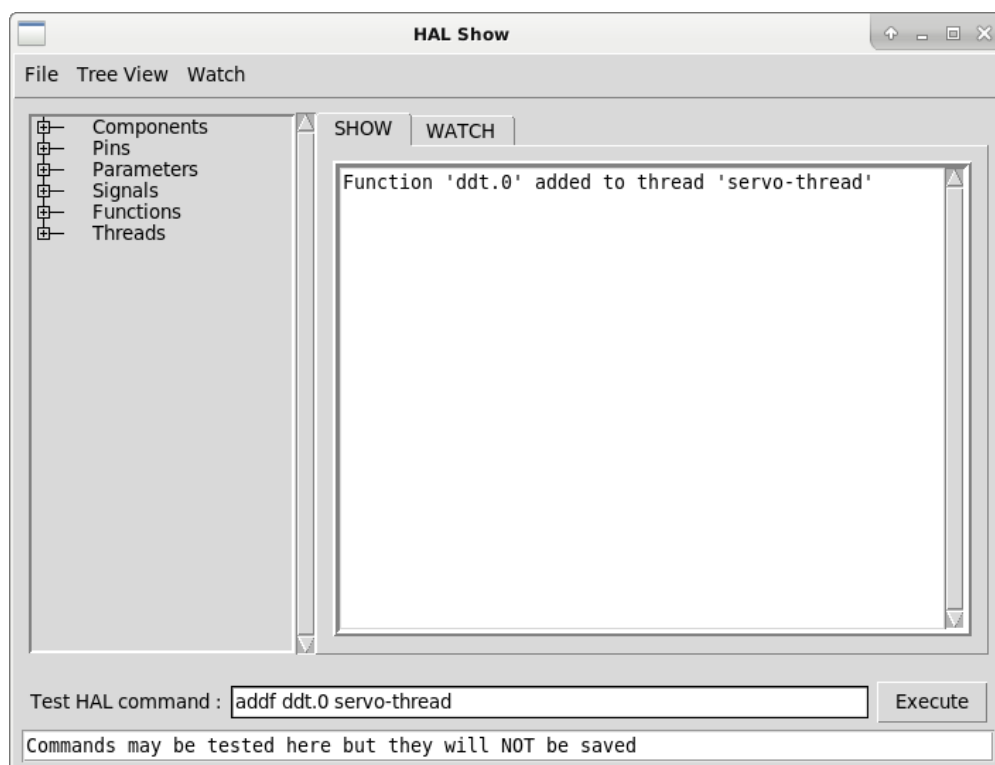 HAL Show
File Tree View Watch
Components
Pins
Parameters
Signals
Functions
Threads
SHOW WATCH
Function 'ddt.0' added to thread 'servo-thread'
Test HAL command : addf ddt.0 servo-thread Execute
Commands may be tested here but they will NOT be saved